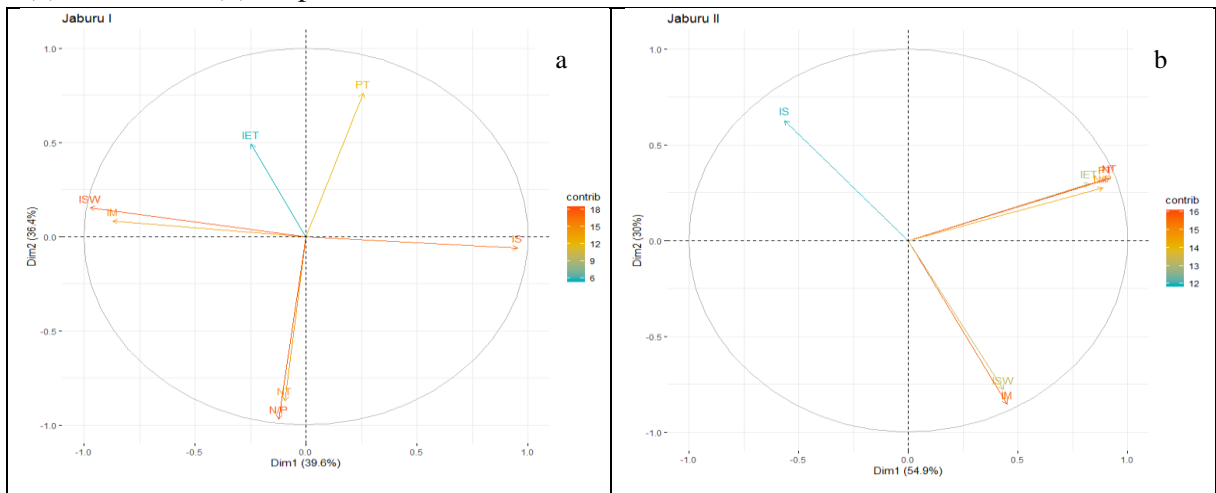 Jaburu I
a
1.0
0.5
0.0
-0.5
-1.0
Dim2 (36.4%)
PT
IET
ISW
IM
IS
NT
N/P
-1.0
-0.5
0.0
0.5
1.0
Dim1 (39.6%)
contrib
18
15
12
9
6
Jaburu II
b
1.0
0.5
0.0
-0.5
-1.0
Dim2 (30%)
IS
IET
NT
ISW
IM
-1.0
-0.5
0.0
0.5
1.0
Dim1 (54.9%)
contrib
16
15
14
13
12